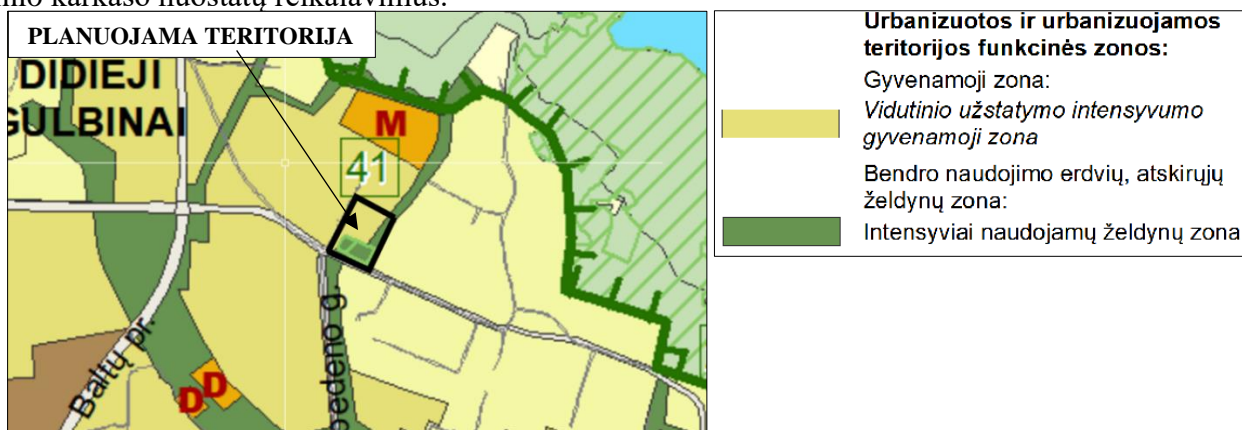 PLANUOJAMA TERITORIJA
DIDIEJI
GULBINAI
M
41
Baltų pr.
D
D
Urbanizuotos ir urbanizuojamos
teritorijos funkcinės zonos:
Gyvenamoji zona:
Vidutinio užstatymo intensyvumo
gyvenamoji zona
Bendro naudojimo erdvių, atskirųjų
želdynų zona:
Intensyviai naudojamų želdynų zona